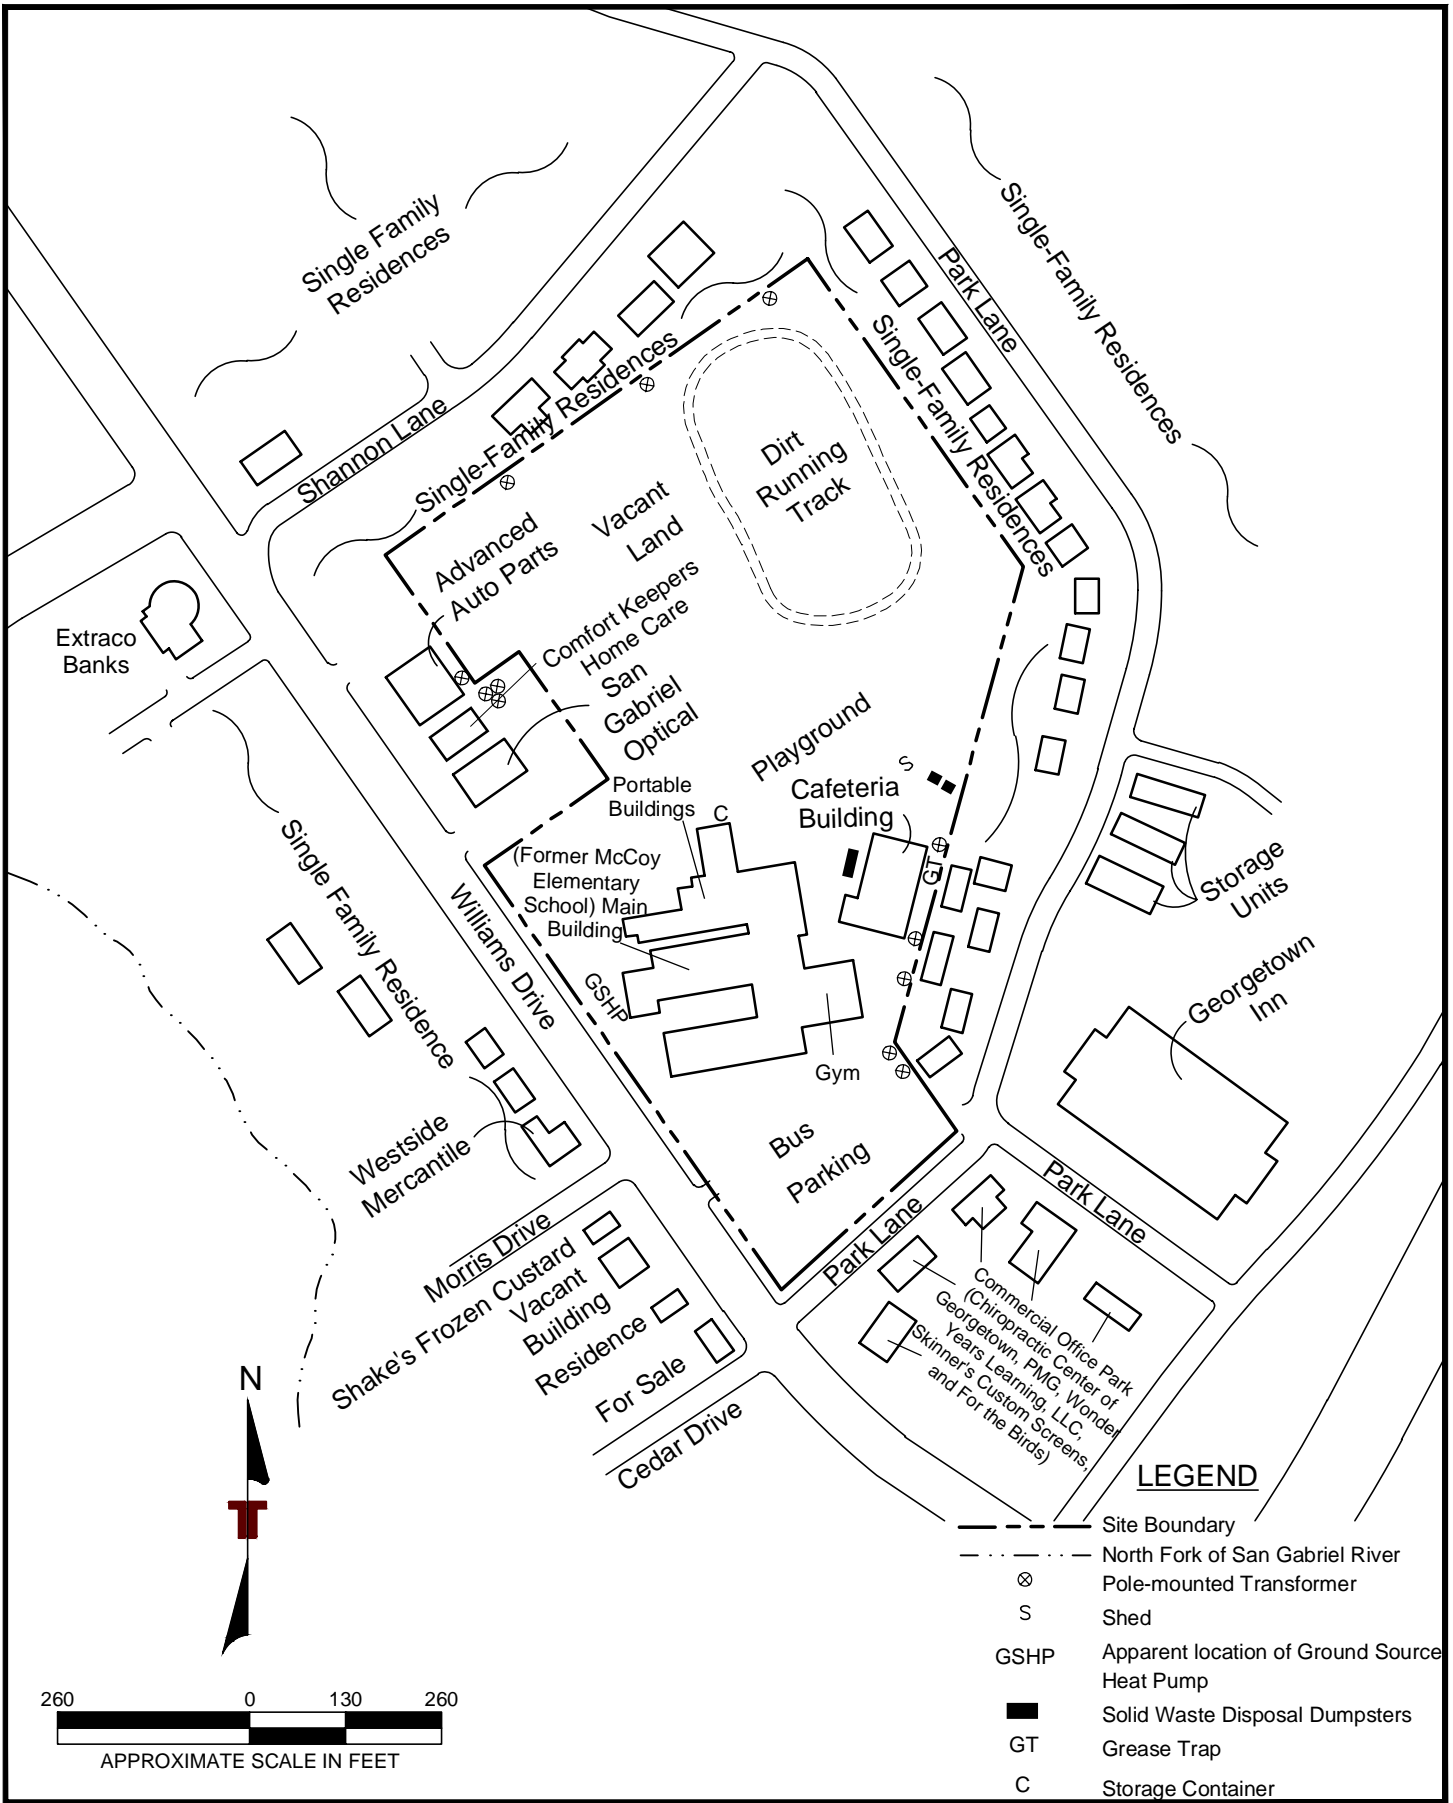 Single Family
Residences
Single-Family Residences
Park Lane
Single-Family Residences
Single-Family Residences
Shannon Lane
Dirt
Running
Track
Vacant
Land
Advanced
Auto Parts
Comfort Keepers
Home Care
San
Gabriel
Optical
Extraco
Banks
Playground
S
Cafeteria
Building
Portable
Buildings
C
GT
(Former McCoy
Elementary
School) Main
Building
GSHP
Gym
Storage
Units
Georgetown
Inn
Single Family Residence
Williams Drive
Westside
Mercantile
Bus
Parking
Park Lane
Park Lane
Morris Drive
Shake's Frozen Custard
Vacant
Building
Residence
For Sale
Cedar Drive
Commercial Office Park
(Chiropractic Center of
Georgetown, PMG, Wonder
Years Learning, LLC,
Skinner's Custom Screens,
and For the Birds)
N
LEGEND
Site Boundary
North Fork of San Gabriel River
Pole-mounted Transformer
S Shed
GSHP Apparent location of Ground Source
Heat Pump
Solid Waste Disposal Dumpsters
GT Grease Trap
C Storage Container
260 0 130 260
APPROXIMATE SCALE IN FEET